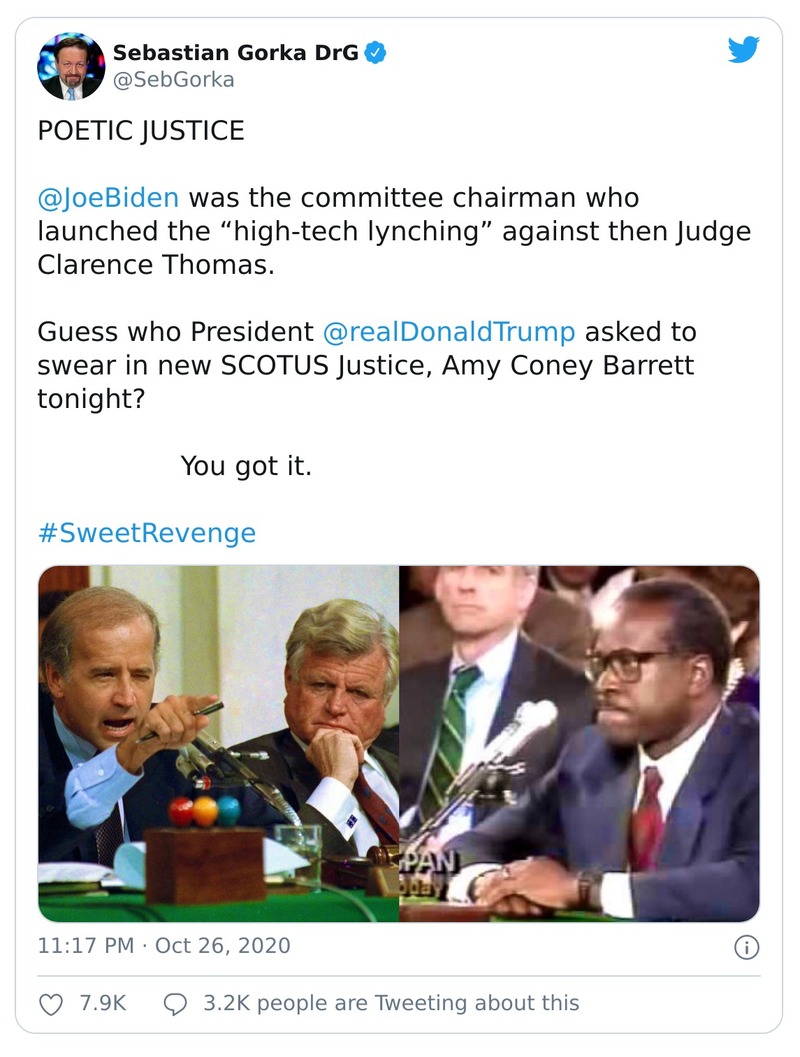 Sebastian Gorka DrG
@SebGorka
POETIC JUSTICE
@JoeBiden was the committee chairman who
launched the “high-tech lynching” against then Judge
Clarence Thomas.
Guess who President @realDonaldTrump asked to
swear in new SCOTUS Justice, Amy Coney Barrett
tonight?
You got it.
#SweetRevenge
PAN
oday
11:17 PM · Oct 26, 2020
7.9K
3.2K people are Tweeting about this